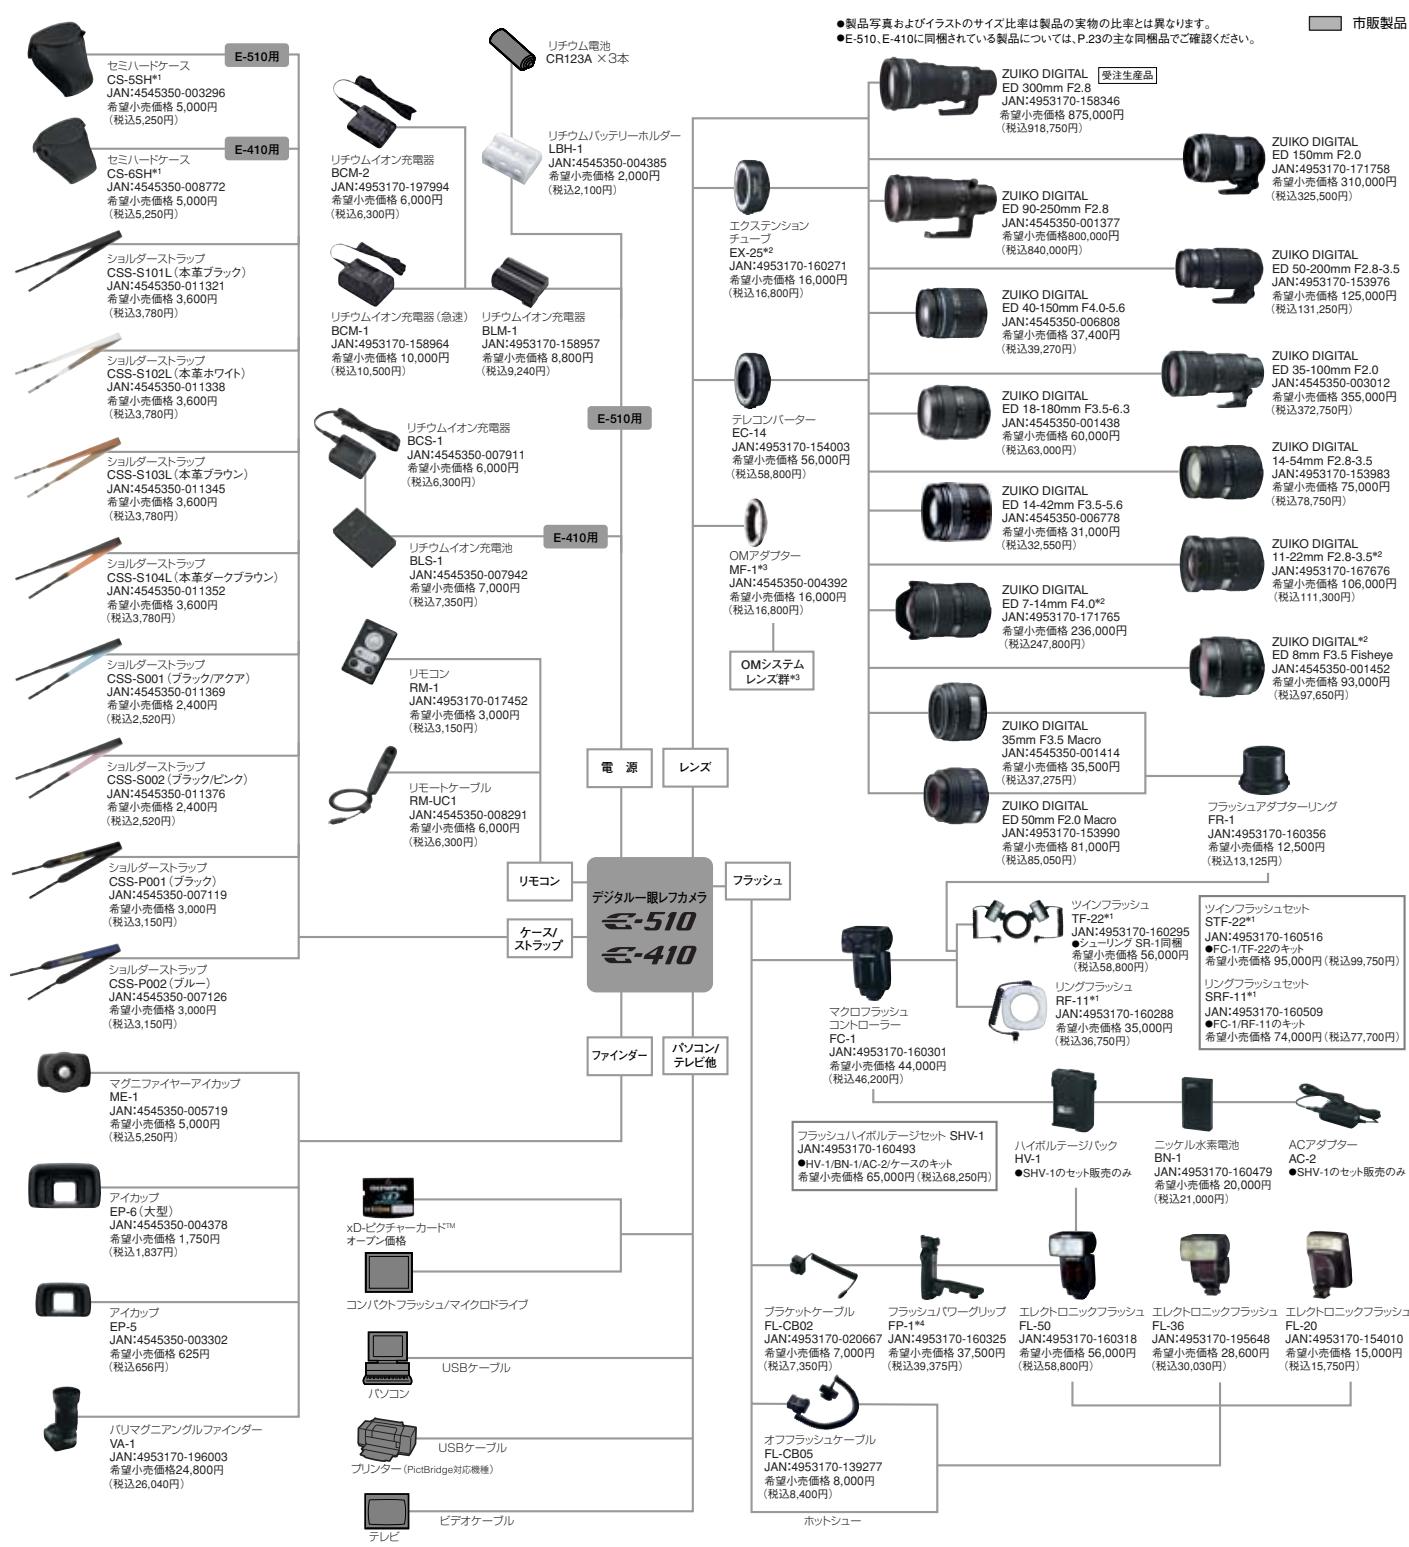 ●製品写真およびイラストのサイズ比率は製品の実物の比率とは異なります。
●E-510、E-410に同梱されている製品については、P.23の主な同梱品でご確認ください。
市販製品
E-510用
セミハードケース
CS-5SH*1
JAN:4545350-003296
希望小売価格 5,000円
(税込5,250円)
E-410用
セミハードケース
CS-6SH*1
JAN:4545350-008772
希望小売価格 5,000円
(税込5,250円)
ショルダーストラップ
CSS-S101L(本革ブラック)
JAN:4545350-011321
希望小売価格 3,600円
(税込3,780円)
ショルダーストラップ
CSS-S102L(本革ホワイト)
JAN:4545350-011338
希望小売価格 3,600円
(税込3,780円)
ショルダーストラップ
CSS-S103L(本革ブラウン)
JAN:4545350-011345
希望小売価格 3,600円
(税込3,780円)
ショルダーストラップ
CSS-S104L(本革ダークブラウン)
JAN:4545350-011352
希望小売価格 3,600円
(税込3,780円)
ショルダーストラップ
CSS-S001(ブラック/アクア)
JAN:4545350-011369
希望小売価格 2,400円
(税込2,520円)
ショルダーストラップ
CSS-S002(ブラック/ピンク)
JAN:4545350-011376
希望小売価格 2,400円
(税込2,520円)
ショルダーストラップ
CSS-P001(ブラック)
JAN:4545350-007119
希望小売価格 3,000円
(税込3,150円)
ショルダーストラップ
CSS-P002(ブルー)
JAN:4545350-007126
希望小売価格 3,000円
(税込3,150円)
マグニファイヤーアイカップ
ME-1
JAN:4545350-005719
希望小売価格 5,000円
(税込5,250円)
アイカップ
EP-6(大型)
JAN:4545350-004378
希望小売価格 1,750円
(税込1,837円)
アイカップ
EP-5
JAN:4545350-003302
希望小売価格 625円
(税込656円)
バリマグニアングルファインダー
VA-1
JAN:4953170-196003
希望小売価格24,800円
(税込26,040円)
リチウム電池
CR123A ×3本
リチウムバッテリーホルダー
LBH-1
JAN:4545350-004385
希望小売価格 2,000円
(税込2,100円)
リチウムイオン充電器
BCM-2
JAN:4953170-197994
希望小売価格 6,000円
(税込6,300円)
リチウムイオン充電器(急速)
BCM-1
JAN:4953170-158964
希望小売価格 10,000円
(税込10,500円)
リチウムイオン充電器
BLM-1
JAN:4953170-158957
希望小売価格 8,800円
(税込9,240円)
E-510用
リチウムイオン充電器
BCS-1
JAN:4545350-007911
希望小売価格 6,000円
(税込6,300円)
E-410用
リチウムイオン充電池
BLS-1
JAN:4545350-007942
希望小売価格 7,000円
(税込7,350円)
リモコン
RM-1
JAN:4953170-017452
希望小売価格 3,000円
(税込3,150円)
リモートケーブル
RM-UC1
JAN:4545350-008291
希望小売価格 6,000円
(税込6,300円)
電 源
レンズ
リモコン
フラッシュ
ケース/
ストラップ
デジタル一眼レフカメラ
E-510
E-410
ファインダー
パソコン/
テレビ他
OLYMPUS
xD
xD-ピクチャーカード™
オープン価格
コンパクトフラッシュ/マイクロドライブ
USBケーブル
パソコン
USBケーブル
プリンター(PictBridge対応機種)
ビデオケーブル
テレビ
エクステンション
チューブ
EX-25*2
JAN:4953170-160271
希望小売価格 16,000円
(税込16,800円)
テレコンバーター
EC-14
JAN:4953170-154003
希望小売価格 56,000円
(税込58,800円)
OMアダプター
MF-1*3
JAN:4545350-004392
希望小売価格 16,000円
(税込16,800円)
OMシステム
レンズ群*3
ZUIKO DIGITAL 受注生産品
ED 300mm F2.8
JAN:4953170-158346
希望小売価格 875,000円
(税込918,750円)
ZUIKO DIGITAL
ED 150mm F2.0
JAN:4953170-171758
希望小売価格 310,000円
(税込325,500円)
ZUIKO DIGITAL
ED 90-250mm F2.8
JAN:4545350-001377
希望小売価格800,000円
(税込840,000円)
ZUIKO DIGITAL
ED 50-200mm F2.8-3.5
JAN:4953170-153976
希望小売価格 125,000円
(税込131,250円)
ZUIKO DIGITAL
ED 40-150mm F4.0-5.6
JAN:4545350-006808
希望小売価格 37,400円
(税込39,270円)
ZUIKO DIGITAL
ED 35-100mm F2.0
JAN:4545350-003012
希望小売価格 355,000円
(税込372,750円)
ZUIKO DIGITAL
ED 18-180mm F3.5-6.3
JAN:4545350-001438
希望小売価格 60,000円
(税込63,000円)
ZUIKO DIGITAL
14-54mm F2.8-3.5
JAN:4953170-153983
希望小売価格 75,000円
(税込78,750円)
ZUIKO DIGITAL
ED 14-42mm F3.5-5.6
JAN:4545350-006778
希望小売価格 31,000円
(税込32,550円)
ZUIKO DIGITAL
11-22mm F2.8-3.5*2
JAN:4953170-167676
希望小売価格 106,000円
(税込111,300円)
ZUIKO DIGITAL
ED 7-14mm F4.0*2
JAN:4953170-171765
希望小売価格 236,000円
(税込247,800円)
ZUIKO DIGITAL*2
ED 8mm F3.5 Fisheye
JAN:4545350-001452
希望小売価格 93,000円
(税込97,650円)
ZUIKO DIGITAL
35mm F3.5 Macro
JAN:4545350-001414
希望小売価格 35,500円
(税込37,275円)
ZUIKO DIGITAL
ED 50mm F2.0 Macro
JAN:4953170-153990
希望小売価格 81,000円
(税込85,050円)
フラッシュアダプターリング
FR-1
JAN:4953170-160356
希望小売価格 12,500円
(税込13,125円)
ツインフラッシュ
TF-22*1
JAN:4953170-160295
●シューリング SR-1同梱
希望小売価格 56,000円
(税込58,800円)
リングフラッシュ
RF-11*1
JAN:4953170-160288
希望小売価格 35,000円
(税込36,750円)
ツインフラッシュセット
STF-22*1
JAN:4953170-160516
●FC-1/TF-22のキット
希望小売価格 95,000円(税込99,750円)
リングフラッシュセット
SRF-11*1
JAN:4953170-160509
●FC-1/RF-11のキット
希望小売価格 74,000円(税込77,700円)
マクロフラッシュ
コントローラー
FC-1
JAN:4953170-160301
希望小売価格 44,000円
(税込46,200円)
フラッシュハイボルテージセット SHV-1
JAN:4953170-160493
●HV-1/BN-1/AC-2/ケースのキット
希望小売価格 65,000円(税込68,250円)
ハイボルテージパック
HV-1
●SHV-1のセット販売のみ
ニッケル水素電池
BN-1
JAN:4953170-160479
希望小売価格 20,000円
(税込21,000円)
ACアダプター
AC-2
●SHV-1のセット販売のみ
ブラケットケーブル
FL-CB02
JAN:4953170-020667
希望小売価格 7,000円
(税込7,350円)
フラッシュパワーグリップ
FP-1*4
JAN:4953170-160325
希望小売価格 37,500円
(税込39,375円)
エレクトロニックフラッシュ
FL-50
JAN:4953170-160318
希望小売価格 56,000円
(税込58,800円)
エレクトロニックフラッシュ
FL-36
JAN:4953170-195648
希望小売価格 28,600円
(税込30,030円)
エレクトロニックフラッシュ
FL-20
JAN:4953170-154010
希望小売価格 15,000円
(税込15,750円)
オフフラッシュケーブル
FL-CB05
JAN:4953170-139277
希望小売価格 8,000円
(税込8,400円)
ホットシュー